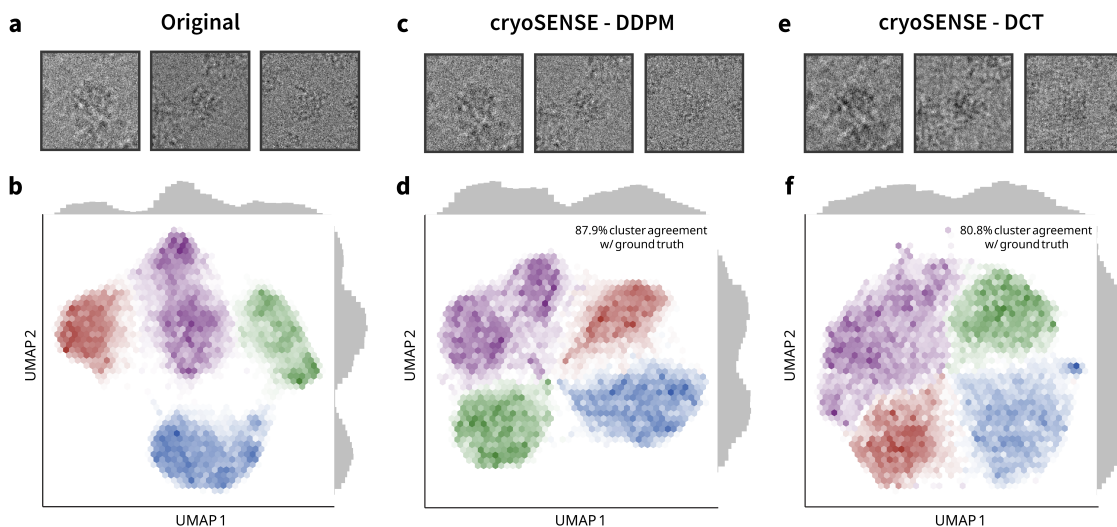 a
Original
c
cryoSENSE - DDPM
e
cryoSENSE - DCT
b
UMAP 2
UMAP 1
d
87.9% cluster agreement
w/ ground truth
UMAP 2
UMAP 1
f
80.8% cluster agreement
w/ ground truth
UMAP 2
UMAP 1